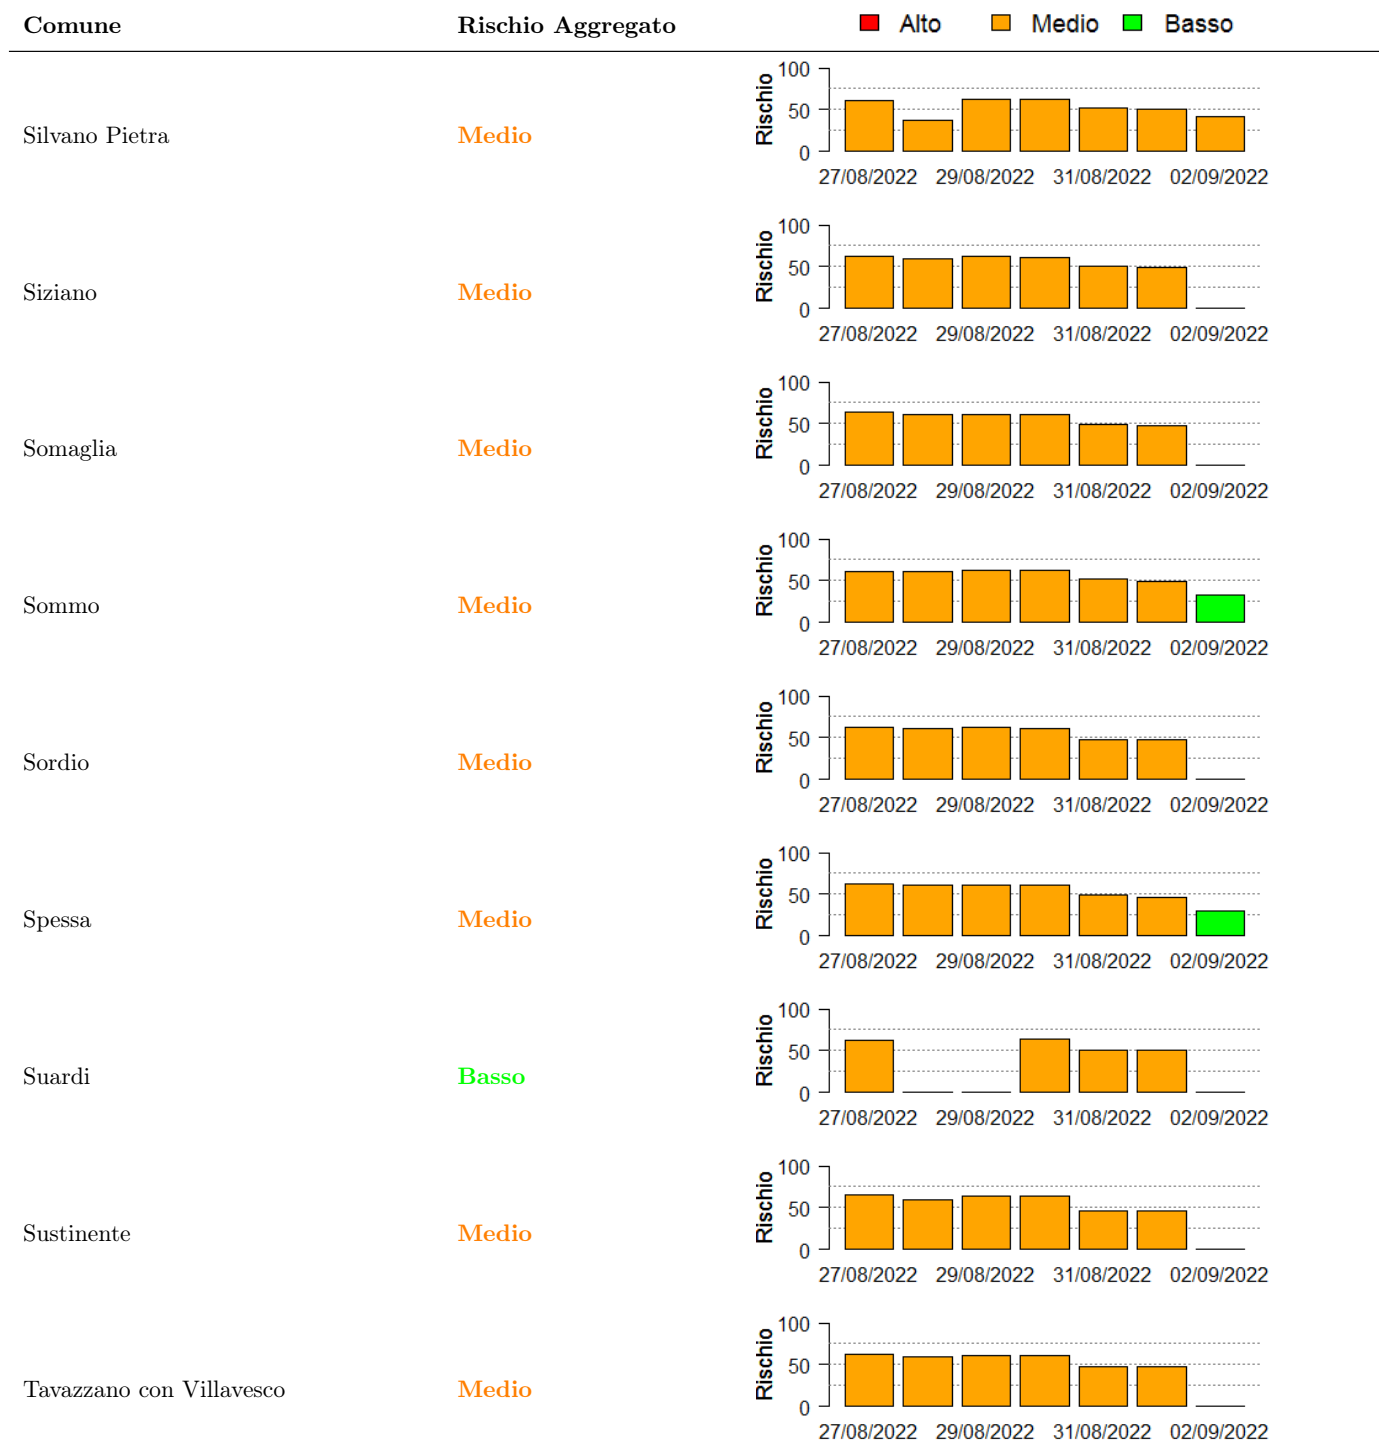 Comune Rischio Aggregato Alto Medio Basso
Silvano Pietra Medio
Rischio
100
50
0
27/08/2022 29/08/2022 31/08/2022 02/09/2022
Siziano Medio
Rischio
100
50
0
27/08/2022 29/08/2022 31/08/2022 02/09/2022
Somaglia Medio
Rischio
100
50
0
27/08/2022 29/08/2022 31/08/2022 02/09/2022
Sommo Medio
Rischio
100
50
0
27/08/2022 29/08/2022 31/08/2022 02/09/2022
Sordio Medio
Rischio
100
50
0
27/08/2022 29/08/2022 31/08/2022 02/09/2022
Spessa Medio
Rischio
100
50
0
27/08/2022 29/08/2022 31/08/2022 02/09/2022
Suardi Basso
Rischio
100
50
0
27/08/2022 29/08/2022 31/08/2022 02/09/2022
Sustinente Medio
Rischio
100
50
0
27/08/2022 29/08/2022 31/08/2022 02/09/2022
Tavazzano con Villavesco Medio
Rischio
100
50
0
27/08/2022 29/08/2022 31/08/2022 02/09/2022